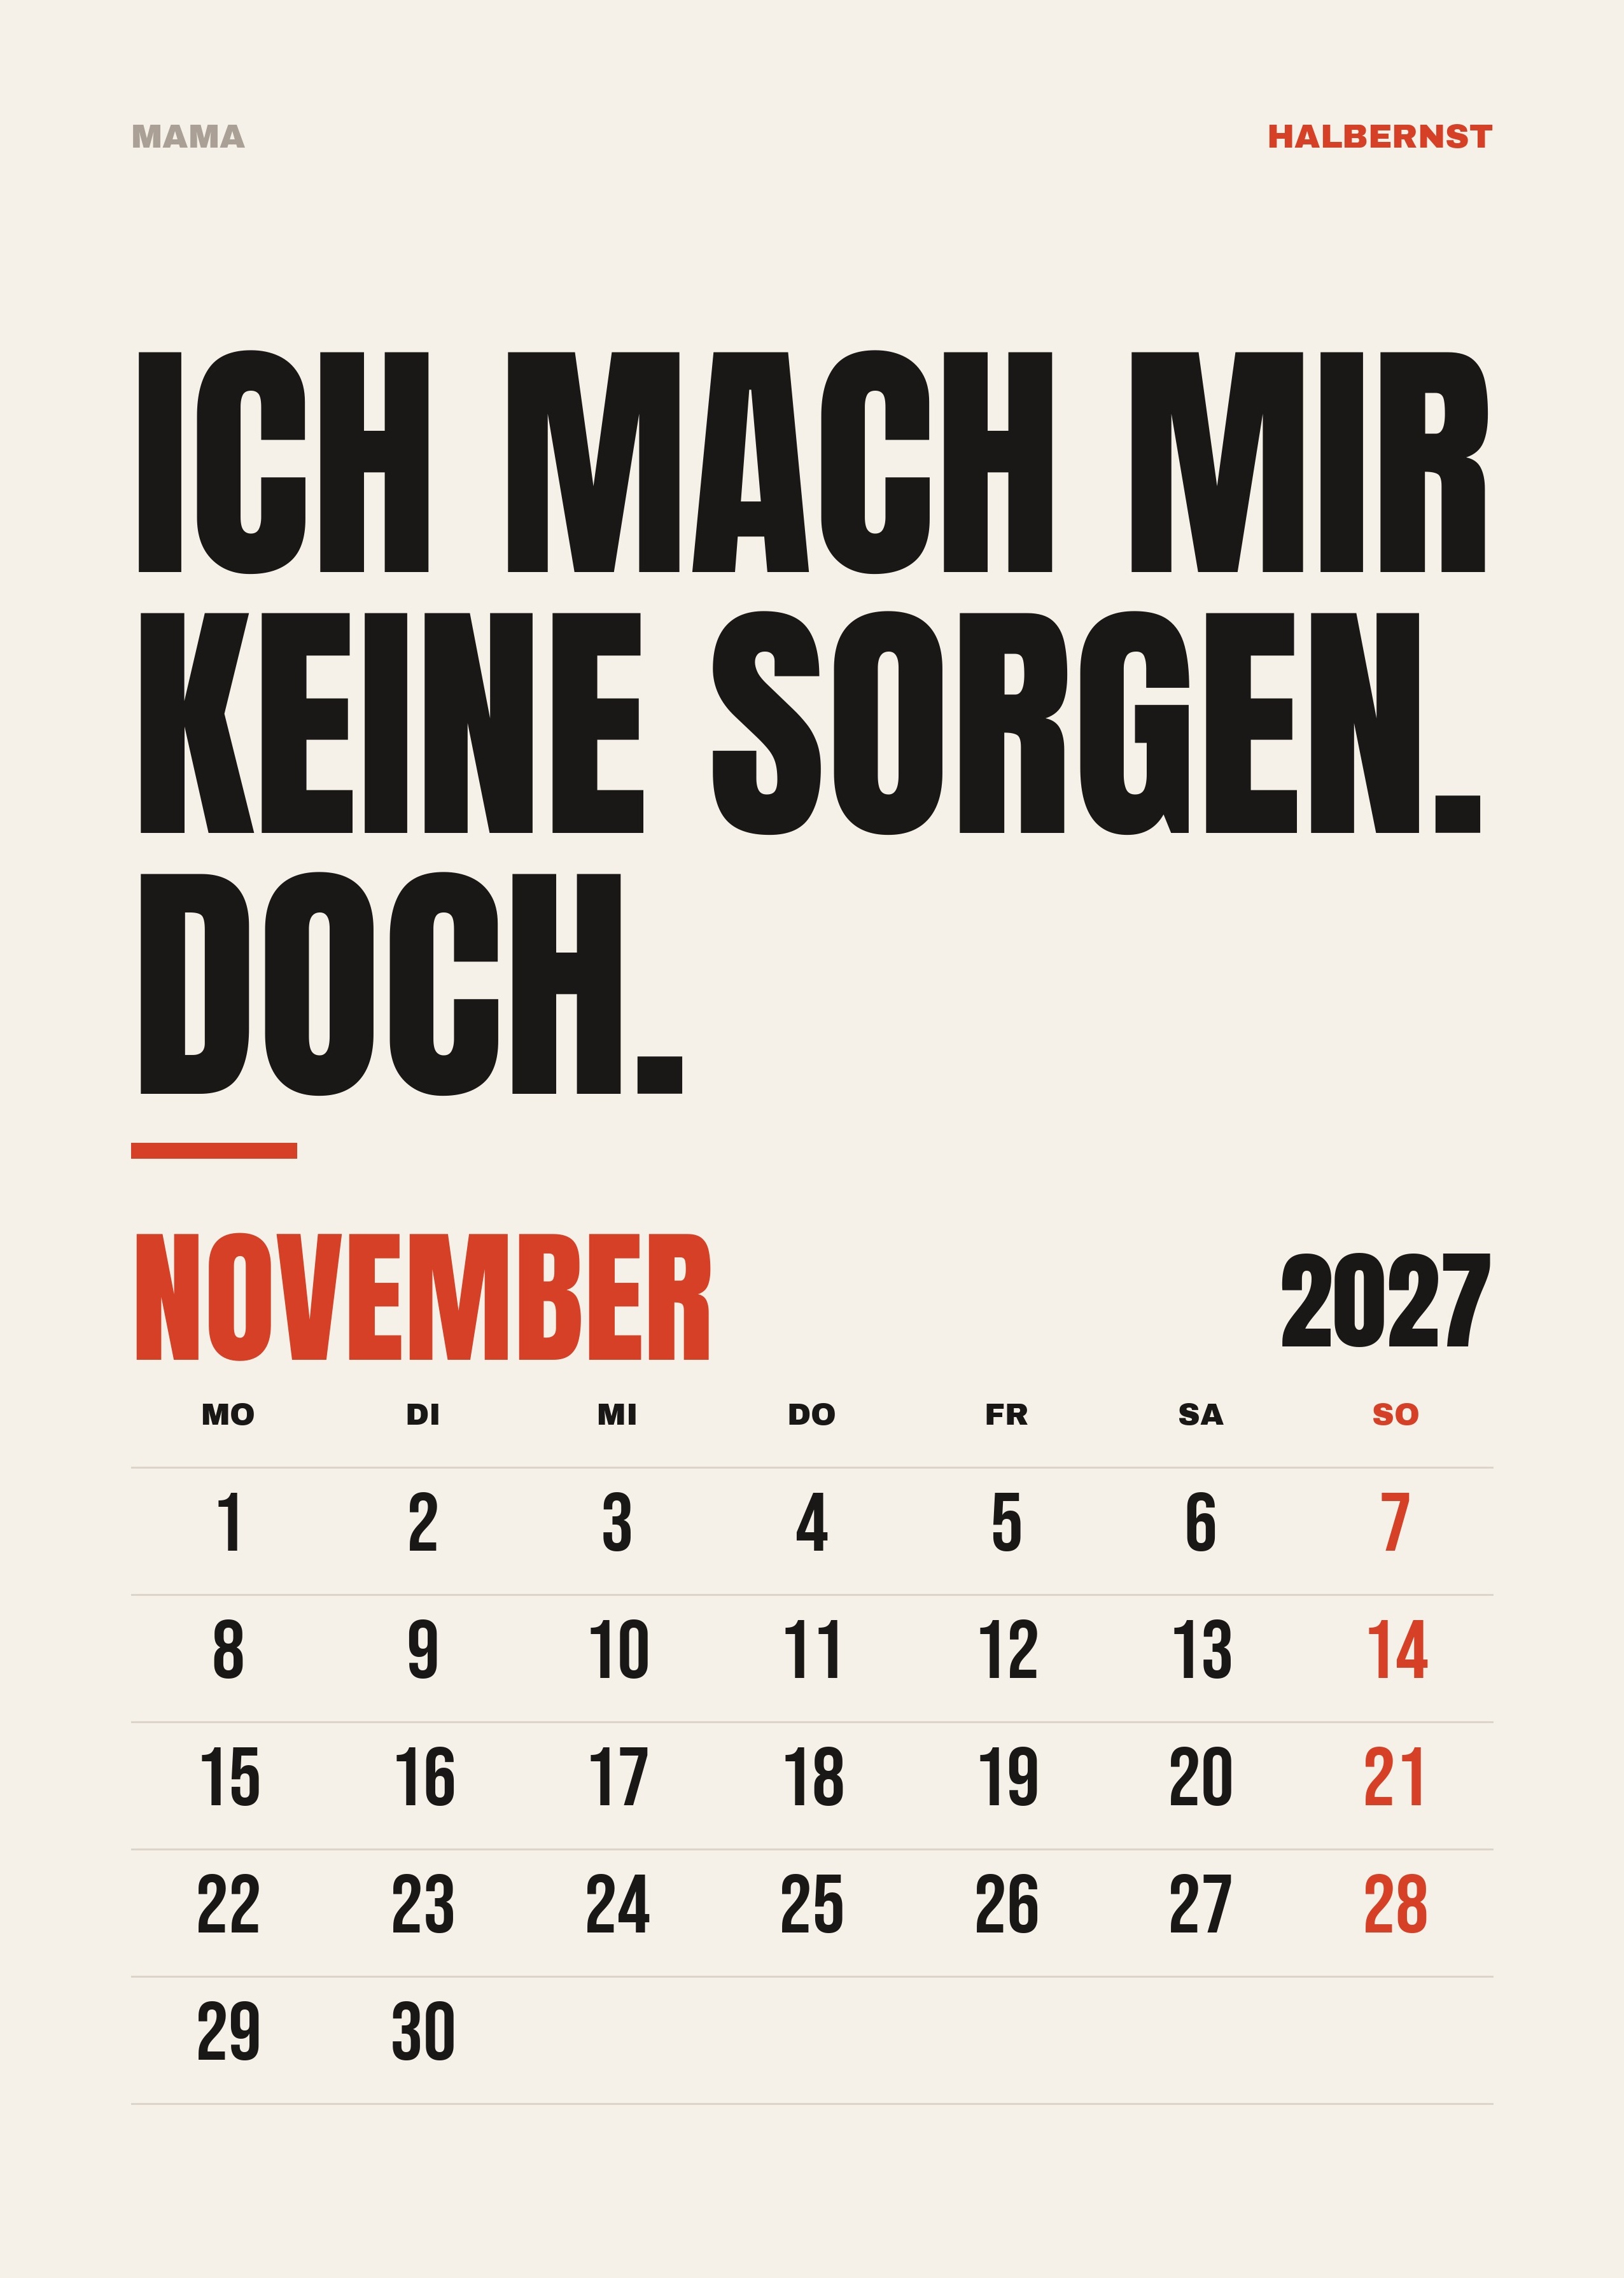 MAMA HALBERNST
ICH MACH MIR
KEINE SORGEN.
DOCH.
NOVEMBER 2027
MO DI MI DO FR SA SO
1 2 3 4 5 6 7
8 9 10 11 12 13 14
15 16 17 18 19 20 21
22 23 24 25 26 27 28
29 30